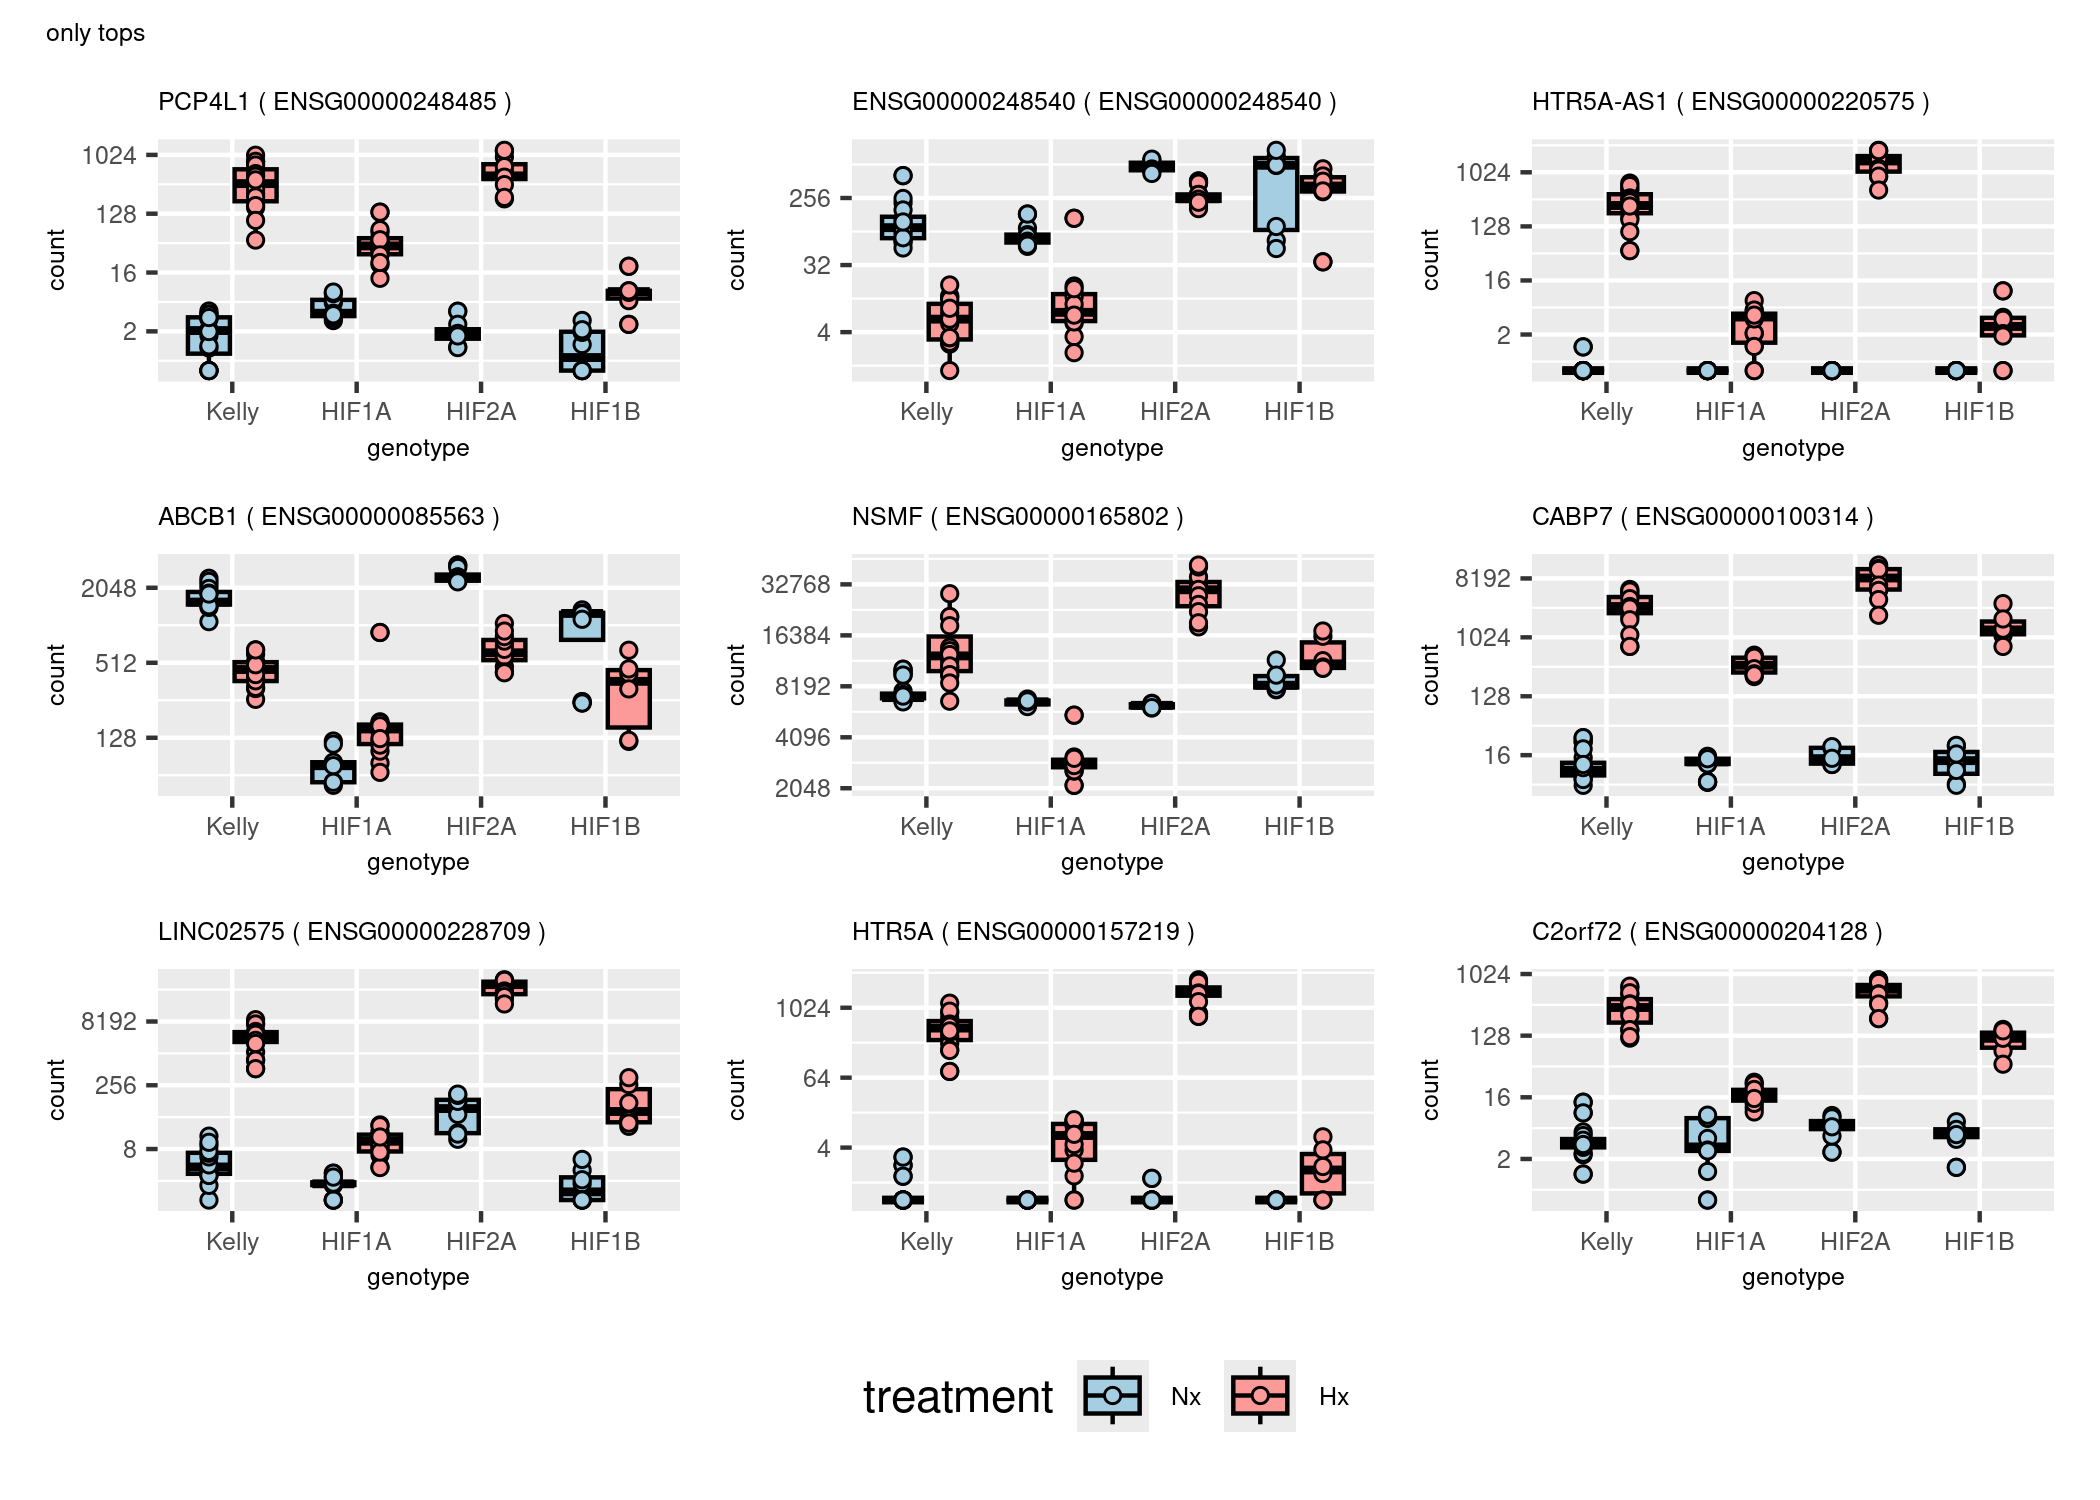 only tops
PCP4L1 ( ENSG00000248485 )
count
1024
128
16
2
Kelly HIF1A HIF2A HIF1B
genotype
ENSG00000248540 ( ENSG00000248540 )
count
256
32
4
Kelly HIF1A HIF2A HIF1B
genotype
HTR5A-AS1 ( ENSG00000220575 )
count
1024
128
16
2
Kelly HIF1A HIF2A HIF1B
genotype
ABCB1 ( ENSG00000085563 )
count
2048
512
128
Kelly HIF1A HIF2A HIF1B
genotype
NSMF ( ENSG00000165802 )
count
32768
16384
8192
4096
2048
Kelly HIF1A HIF2A HIF1B
genotype
CABP7 ( ENSG00000100314 )
count
8192
1024
128
16
Kelly HIF1A HIF2A HIF1B
genotype
LINC02575 ( ENSG00000228709 )
count
8192
256
8
Kelly HIF1A HIF2A HIF1B
genotype
HTR5A ( ENSG00000157219 )
count
1024
64
4
Kelly HIF1A HIF2A HIF1B
genotype
C2orf72 ( ENSG00000204128 )
count
1024
128
16
2
Kelly HIF1A HIF2A HIF1B
genotype
treatment Nx Hx